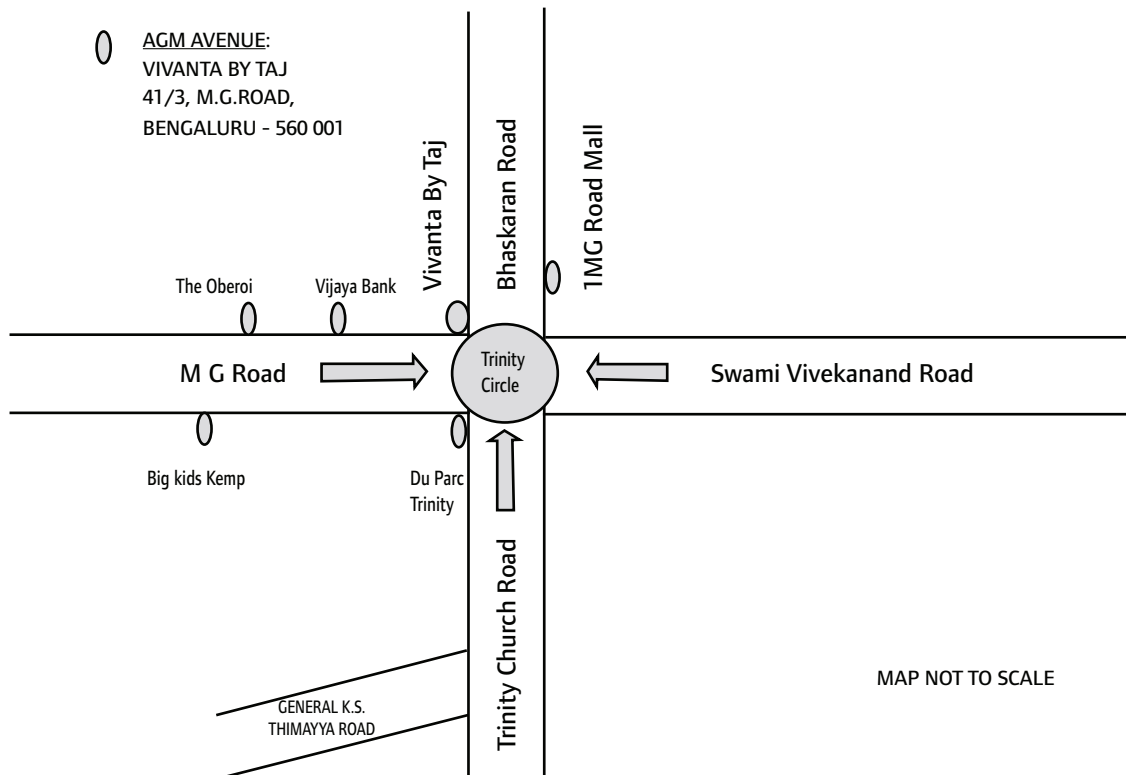 AGM AVENUE:
VIVANTA BY TAJ
41/3, M.G.ROAD,
BENGALURU - 560 001
Vivanta By Taj
Bhaskaran Road
1MG Road Mall
The Oberoi
Vijaya Bank
M G Road
Trinity
Circle
Swami Vivekanand Road
Big kids Kemp
Du Parc
Trinity
Trinity Church Road
GENERAL K.S.
THIMAYYA ROAD
MAP NOT TO SCALE